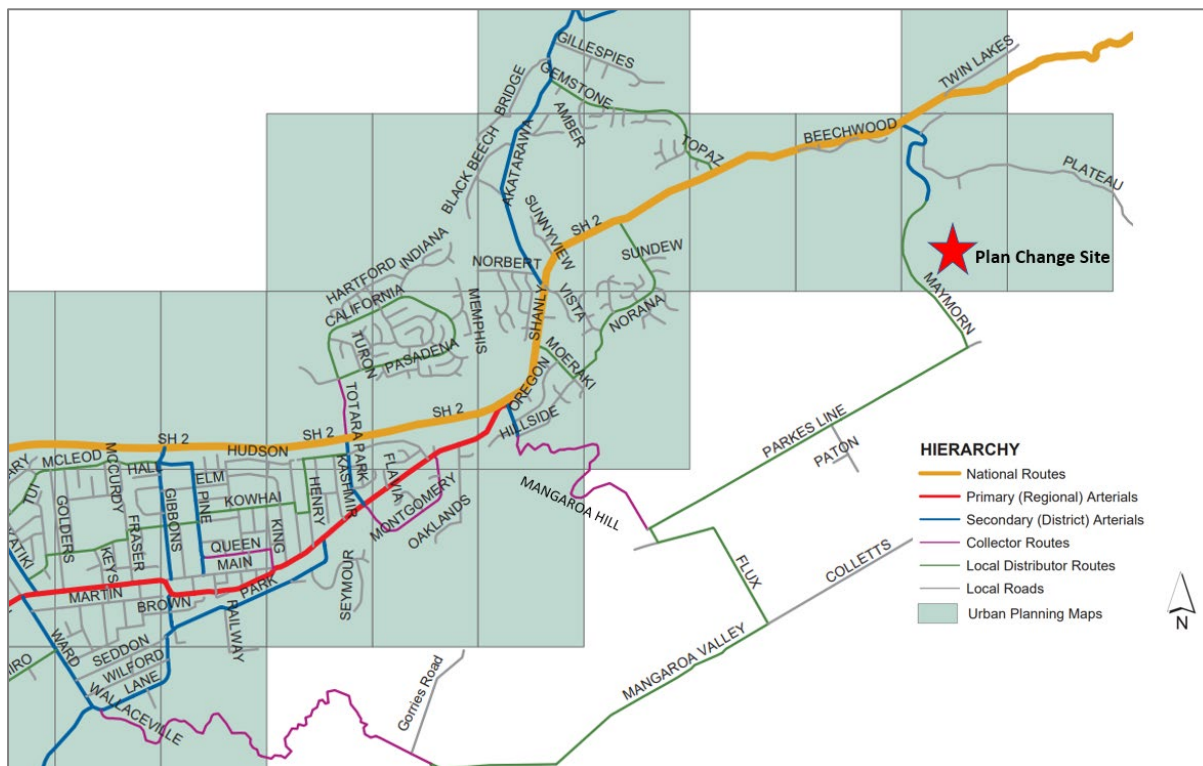 GILLESPIES
GEMSTONE
AMBER
BLACK BEECH BRIDGE
AKATARAWA
TOPAZ
TWIN LAKES
BEECHWOOD
PLATEAU
SUNNYVIEW
SH 2
SUNDEW
Plan Change Site
MAYMORN
HARTFORD
INDIANA
CALIFORNIA
NORBERT
MEMPHIS
SHANLY
VISTA
NORANA
TURON
PASADENA
MOERAKI
OREGON
HILLSIDE
TOTARA PARK
SH 2
SH 2
SH 2
HUDSON
PARKES LINE
PATON
MCLEOD
MCCURDY
HALL
ELM
KASHMIR
FLAVIA
MONTGOMERY
OAKLANDS
MANGAROA HILL
GOLDERS
FRASER
GIBBONS
PINE
KOWHAI
HENRY
KING
QUEEN
MAIN
KEYS
MARTIN
BROWN
PARK
RAILWAY
SEYMOUR
FLUX
COLLETTS
WARD
SEDDON
WILFORD
LANE
WALLACEVILLE
Gorries Road
MANGAROA VALLEY
HIERARCHY
National Routes
Primary (Regional) Arterials
Secondary (District) Arterials
Collector Routes
Local Distributor Routes
Local Roads
Urban Planning Maps
N